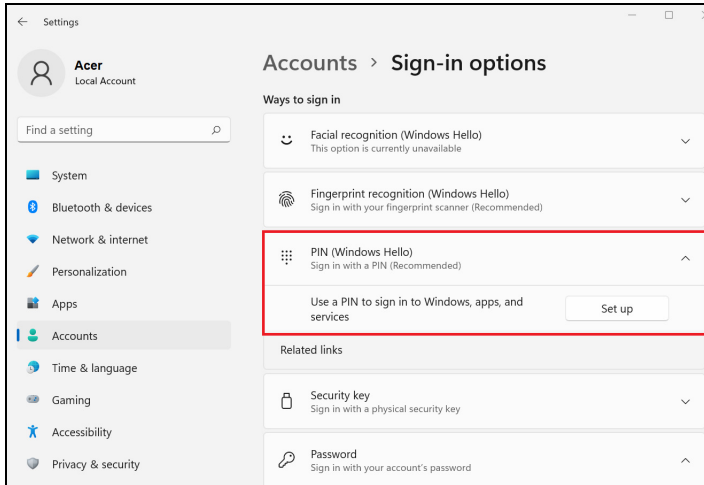 Settings
Acer
Local Account
Find a setting
System
Bluetooth & devices
Network & internet
Personalization
Apps
Accounts
Time & language
Gaming
Accessibility
Privacy & security
Accounts > Sign-in options
Ways to sign in
Facial recognition (Windows Hello)
This option is currently unavailable
Fingerprint recognition (Windows Hello)
Sign in with your fingerprint scanner (Recommended)
PIN (Windows Hello)
Sign in with a PIN (Recommended)
Use a PIN to sign in to Windows, apps, and
services
Set up
Related links
Security key
Sign in with a physical security key
Password
Sign in with your account's password